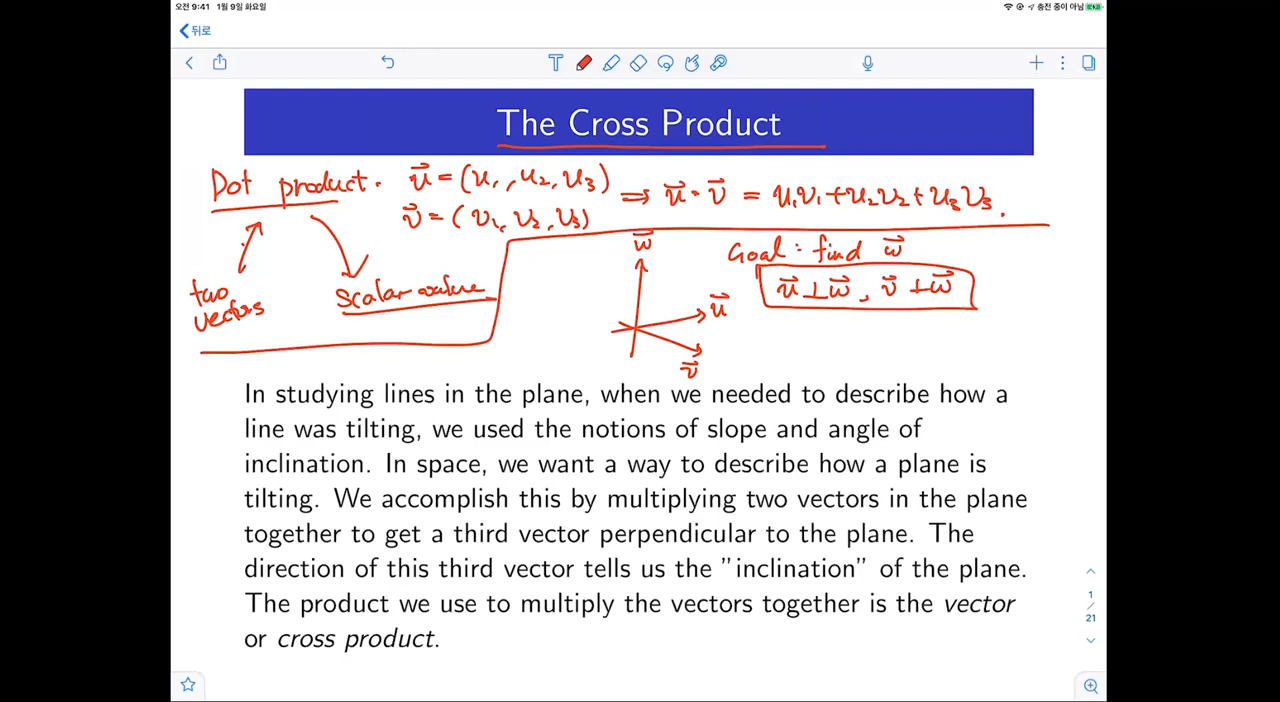 오전 9:41 1월 9일 화요일
충전 중이 아님
뒤로
The Cross Product
Dot product. u⃗ = (u₁, u₂, u₃) ⇒ u⃗ · v⃗ = u₁v₁ + u₂v₂ + u₃v₃.
v⃗ = (v₁, v₂, v₃)
two vectors
scalar value
w⃗
u⃗
v⃗
Goal : find w⃗
u⃗ ⊥ w⃗, v⃗ ⊥ w⃗
In studying lines in the plane, when we needed to describe how a
line was tilting, we used the notions of slope and angle of
inclination. In space, we want a way to describe how a plane is
tilting. We accomplish this by multiplying two vectors in the plane
together to get a third vector perpendicular to the plane. The
direction of this third vector tells us the ”inclination” of the plane.
The product we use to multiply the vectors together is the vector
or cross product.
1
/
21